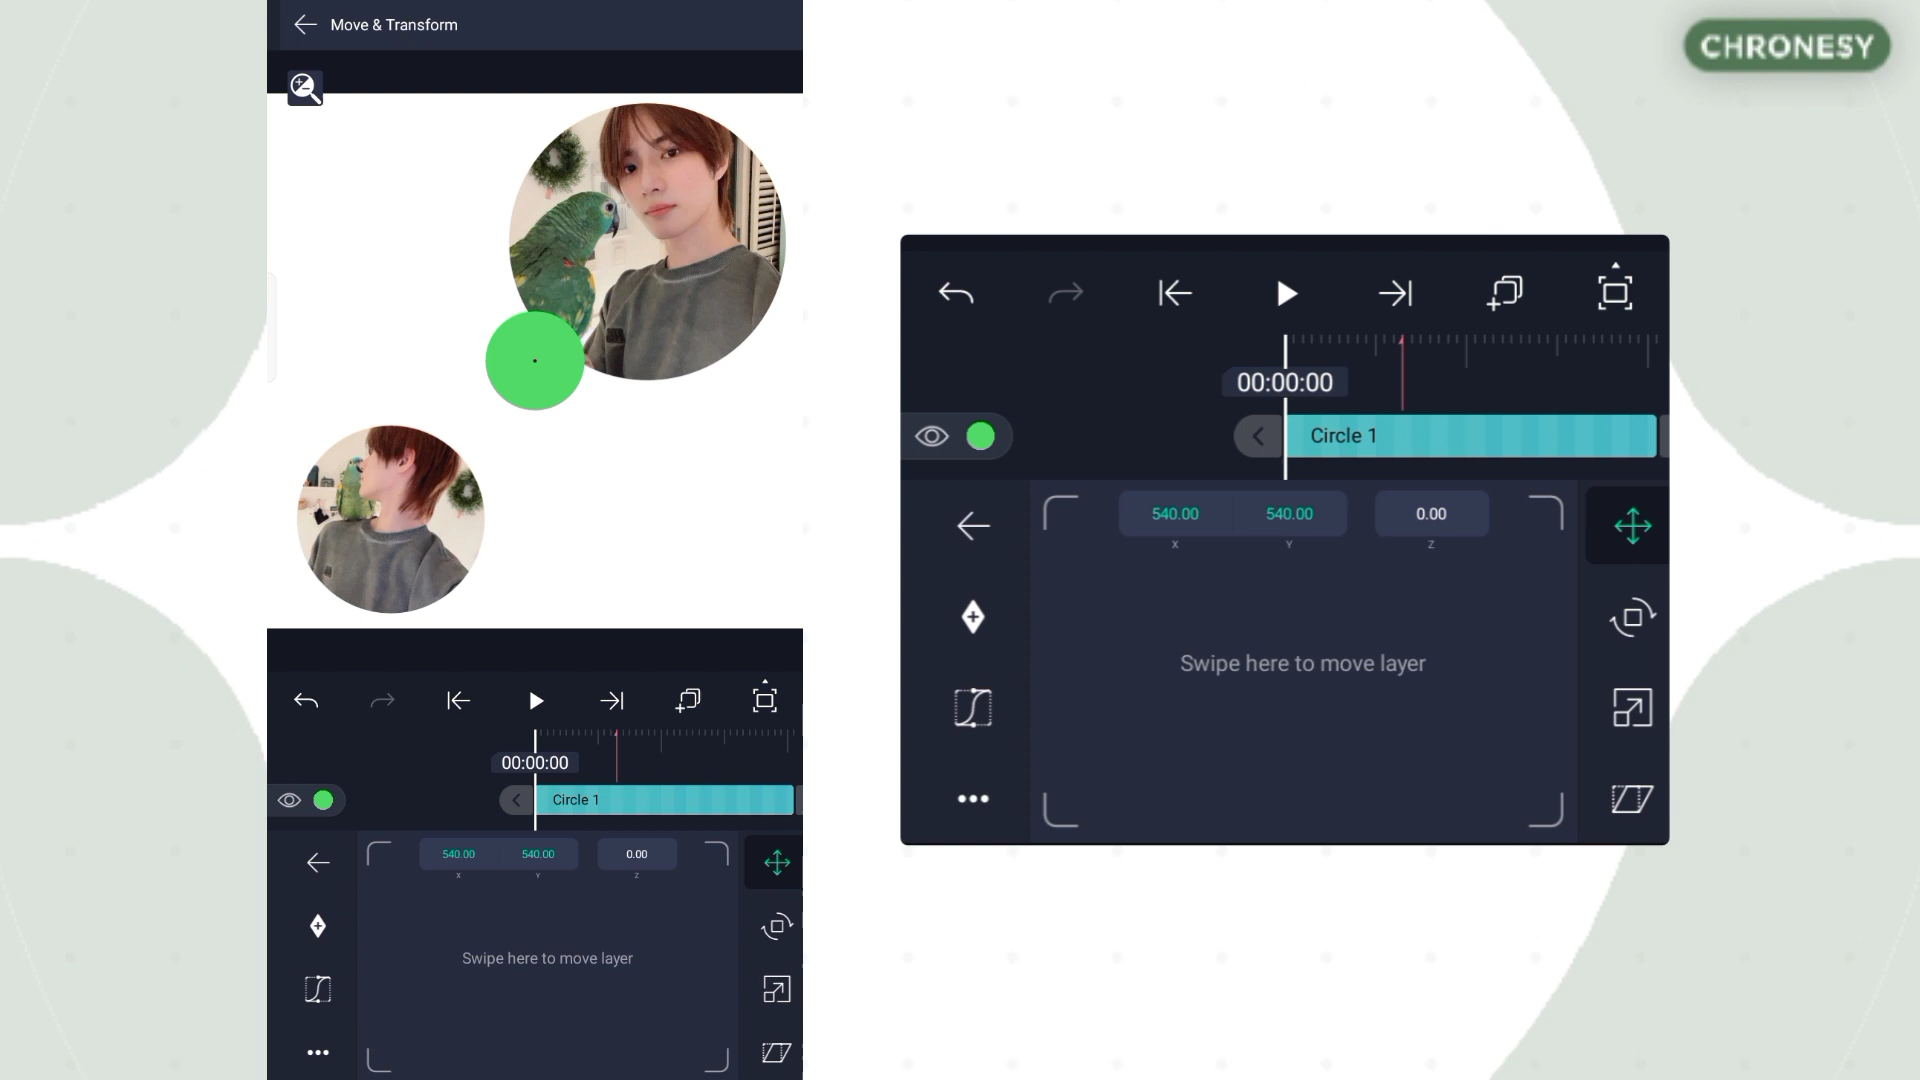 Move & Transform
00:00:00
Circle 1
540.00 540.00 0.00
X Y Z
Swipe here to move layer
CHRONESY
00:00:00
Circle 1
540.00 540.00 0.00
X Y Z
Swipe here to move layer